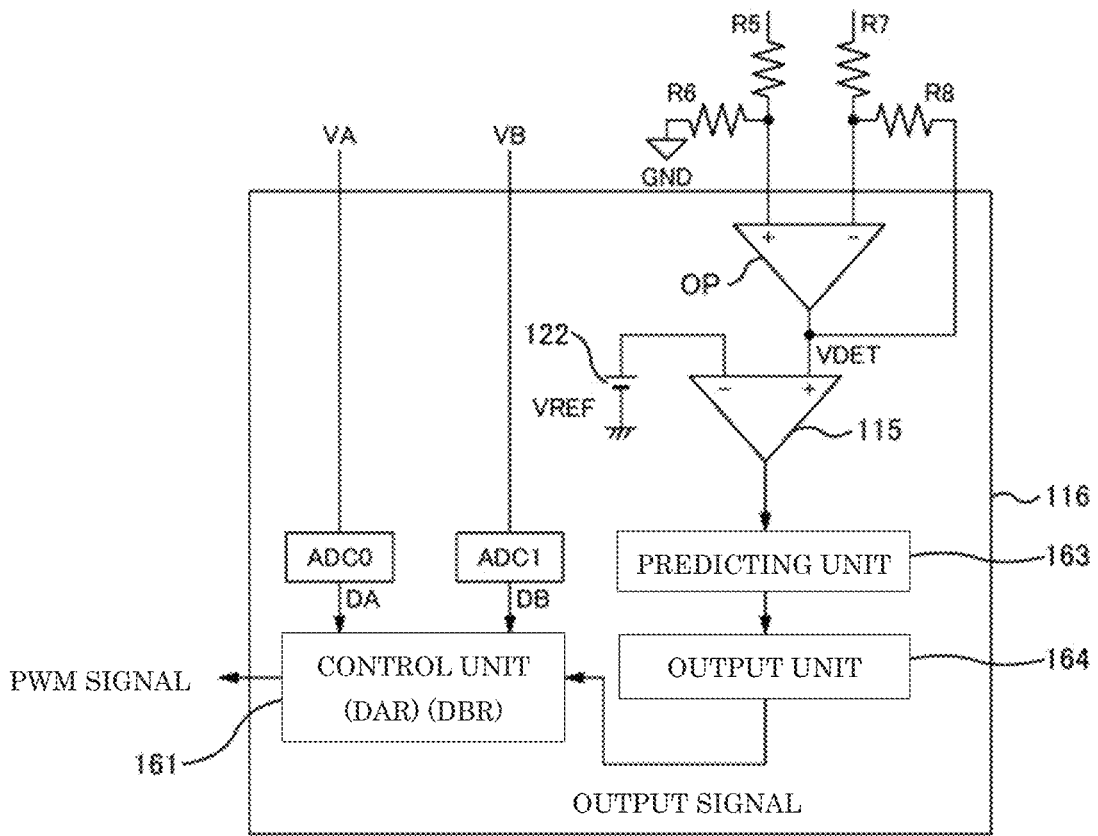 R5 R7
R6 R8
VA VB
GND
+ −
OP
122
VDET
− +
VREF
115
116
ADC0 ADC1
PREDICTING UNIT
163
DA DB
CONTROL UNIT
(DAR) (DBR)
OUTPUT UNIT
164
PWM SIGNAL
161
OUTPUT SIGNAL